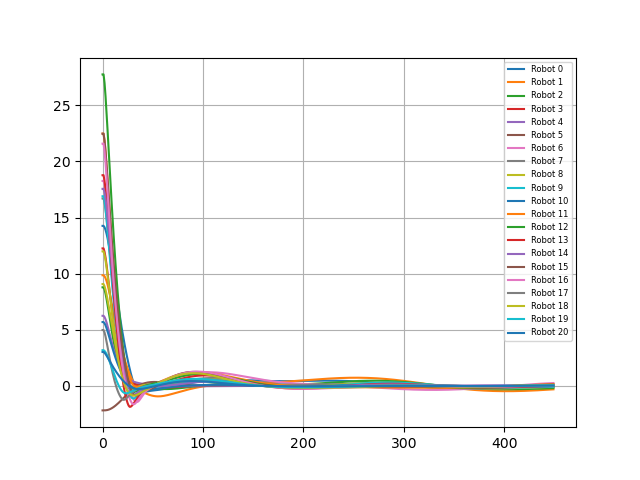 25
20
15
10
5
0
0 100 200 300 400
Robot 0
Robot 1
Robot 2
Robot 3
Robot 4
Robot 5
Robot 6
Robot 7
Robot 8
Robot 9
Robot 10
Robot 11
Robot 12
Robot 13
Robot 14
Robot 15
Robot 16
Robot 17
Robot 18
Robot 19
Robot 20